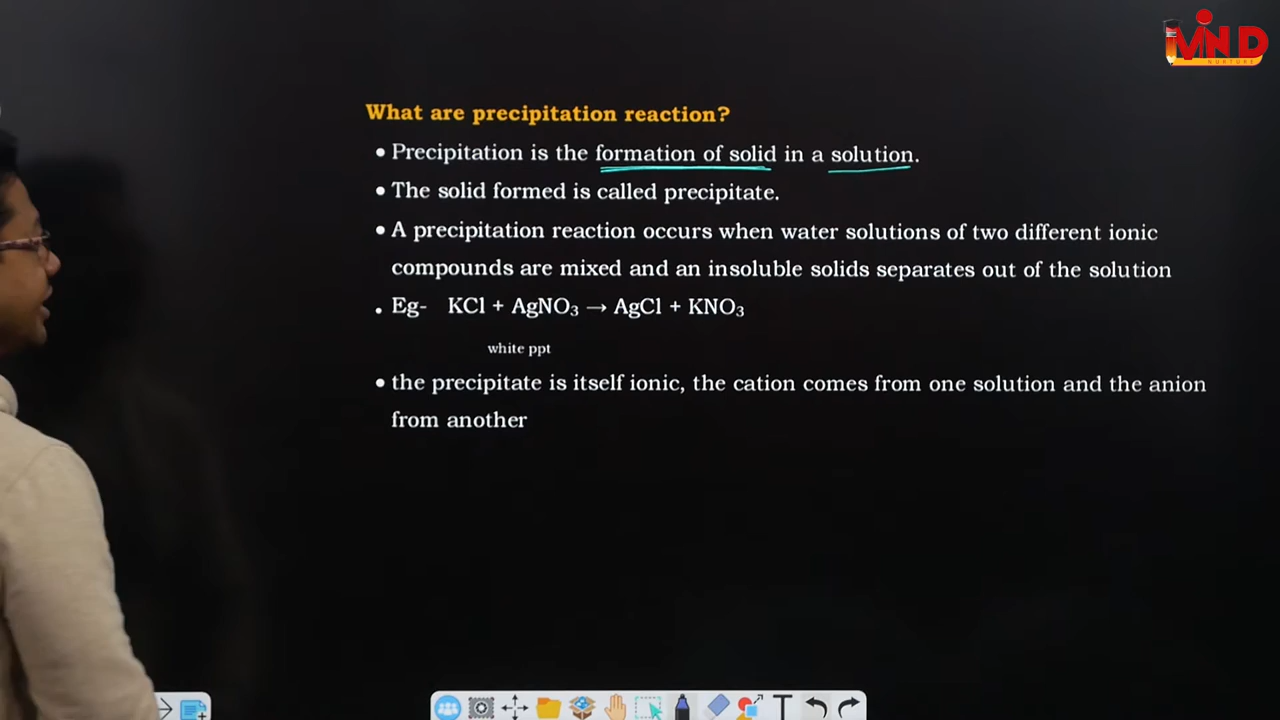 MIND
NURTURE
What are precipitation reaction?
• Precipitation is the formation of solid in a solution.
• The solid formed is called precipitate.
• A precipitation reaction occurs when water solutions of two different ionic
compounds are mixed and an insoluble solids separates out of the solution
• Eg- KCl + AgNO₃ → AgCl + KNO₃
white ppt
• the precipitate is itself ionic, the cation comes from one solution and the anion
from another